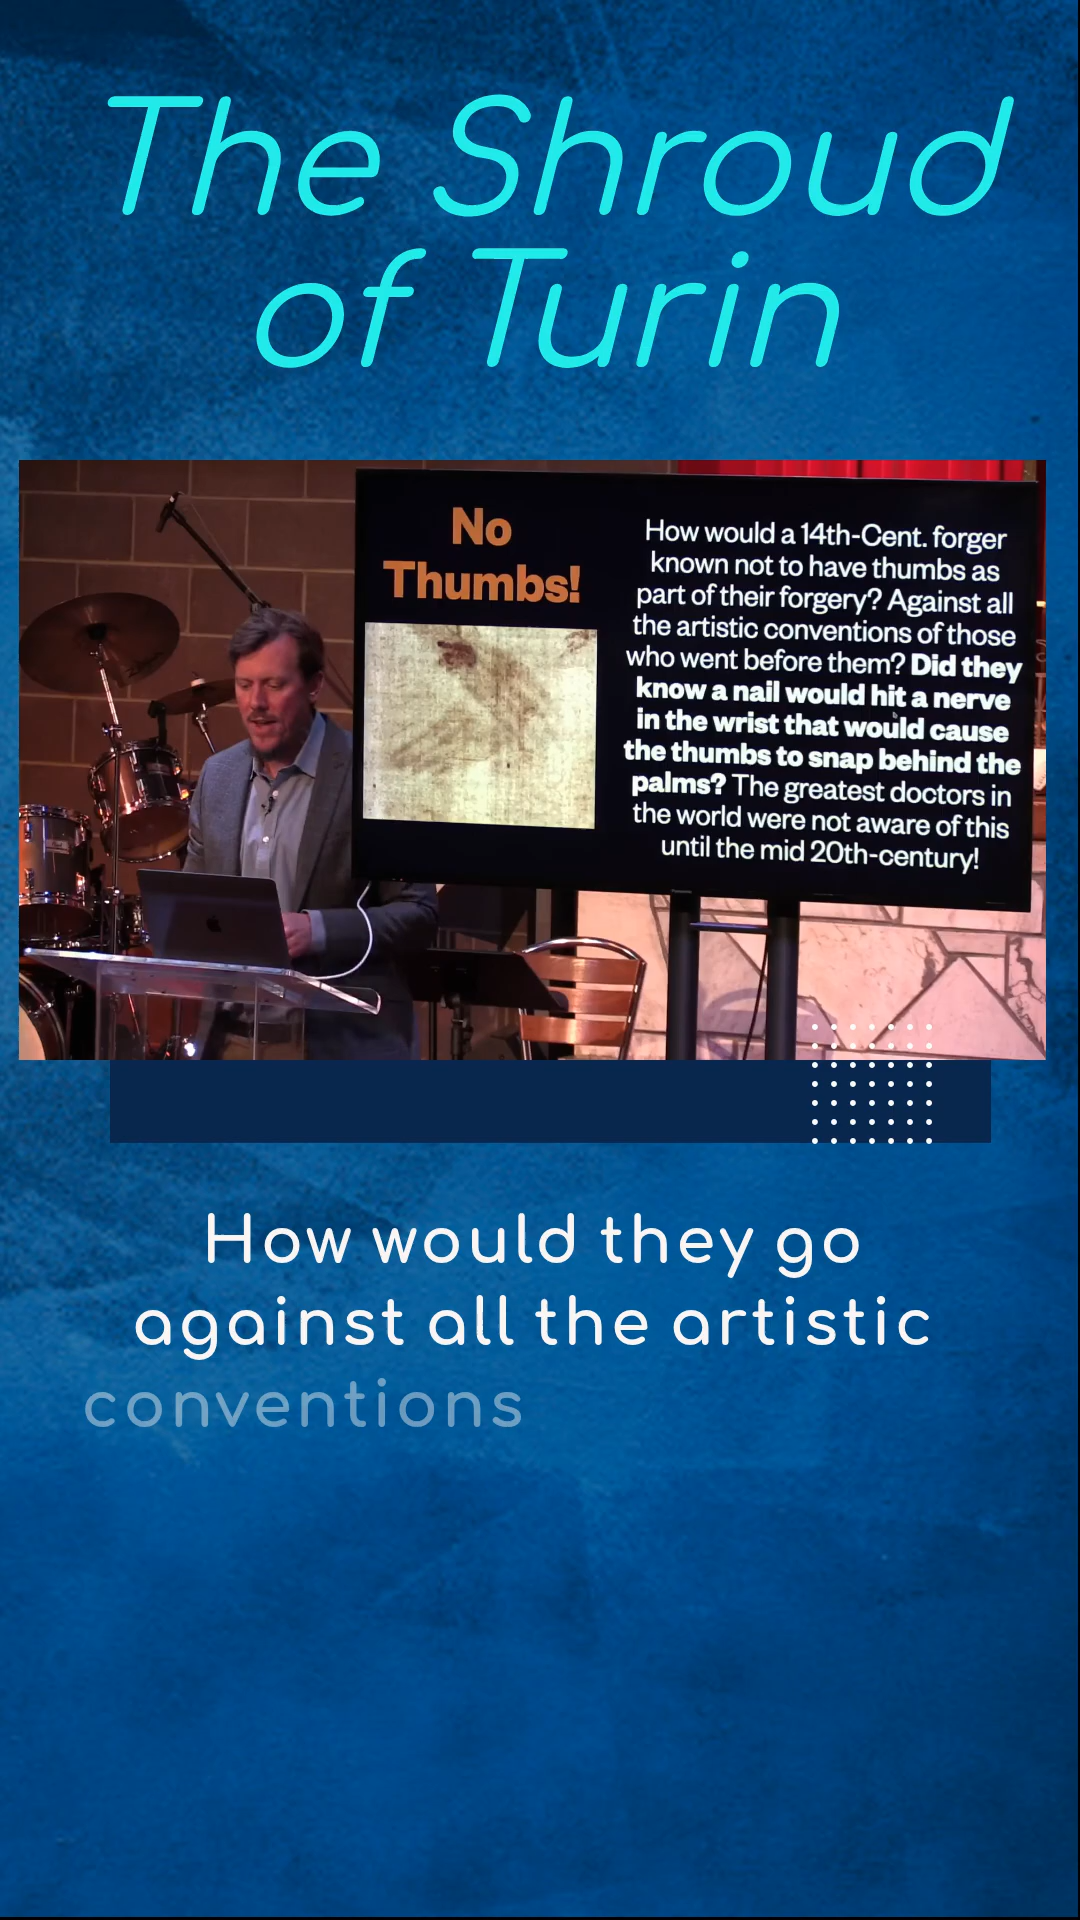 The Shroud
of Turin
No
Thumbs!
How would a 14th-Cent. forger
known not to have thumbs as
part of their forgery? Against all
the artistic conventions of those
who went before them? Did they
know a nail would hit a nerve
in the wrist that would cause
the thumbs to snap behind the
palms? The greatest doctors in
the world were not aware of this
until the mid 20th-century!
How would they go
against all the artistic
conventions